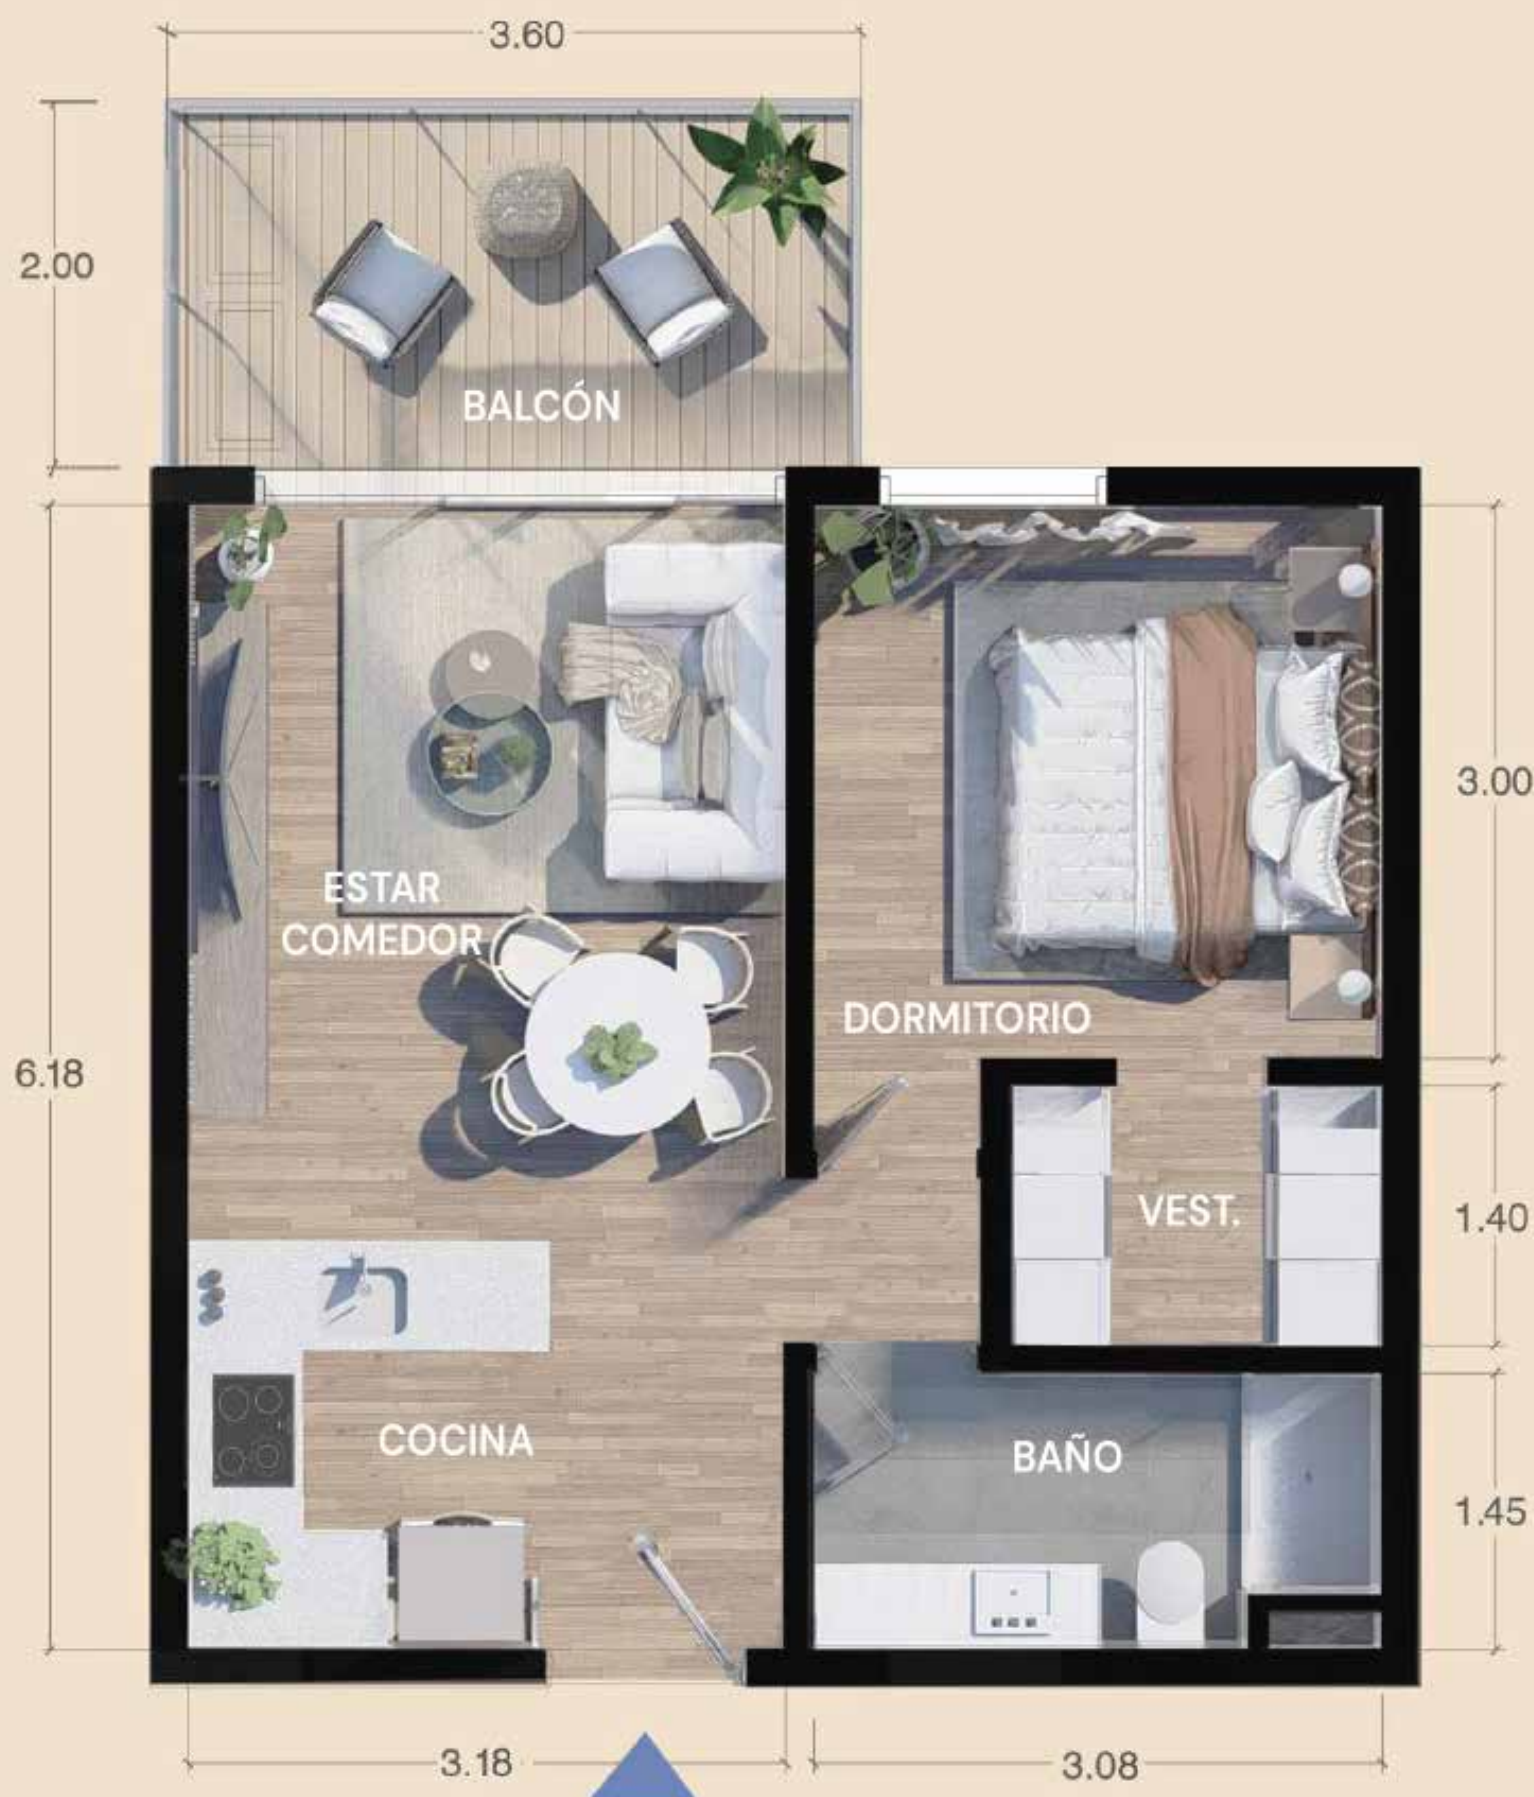 3.60
2.00
BALCÓN
ESTAR
COMEDOR
3.00
DORMITORIO
6.18
VEST.
1.40
COCINA
BAÑO
1.45
3.18
3.08